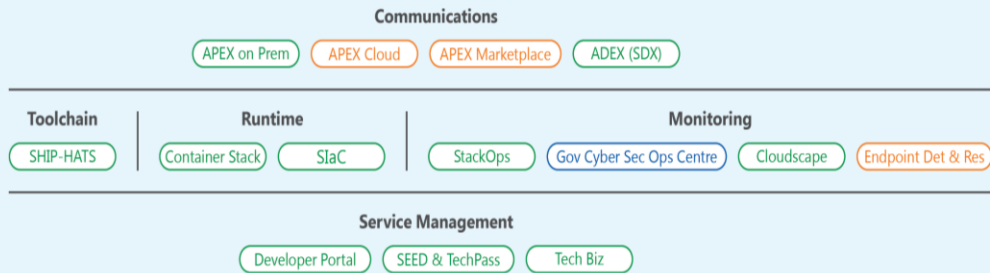 Communications
APEX on Prem APEX Cloud APEX Marketplace ADEX (SDX)
Toolchain Runtime Monitoring
SHIP-HATS Container Stack SIaC StackOps Gov Cyber Sec Ops Centre Cloudscape Endpoint Det & Res
Service Management
Developer Portal SEED & TechPass Tech Biz